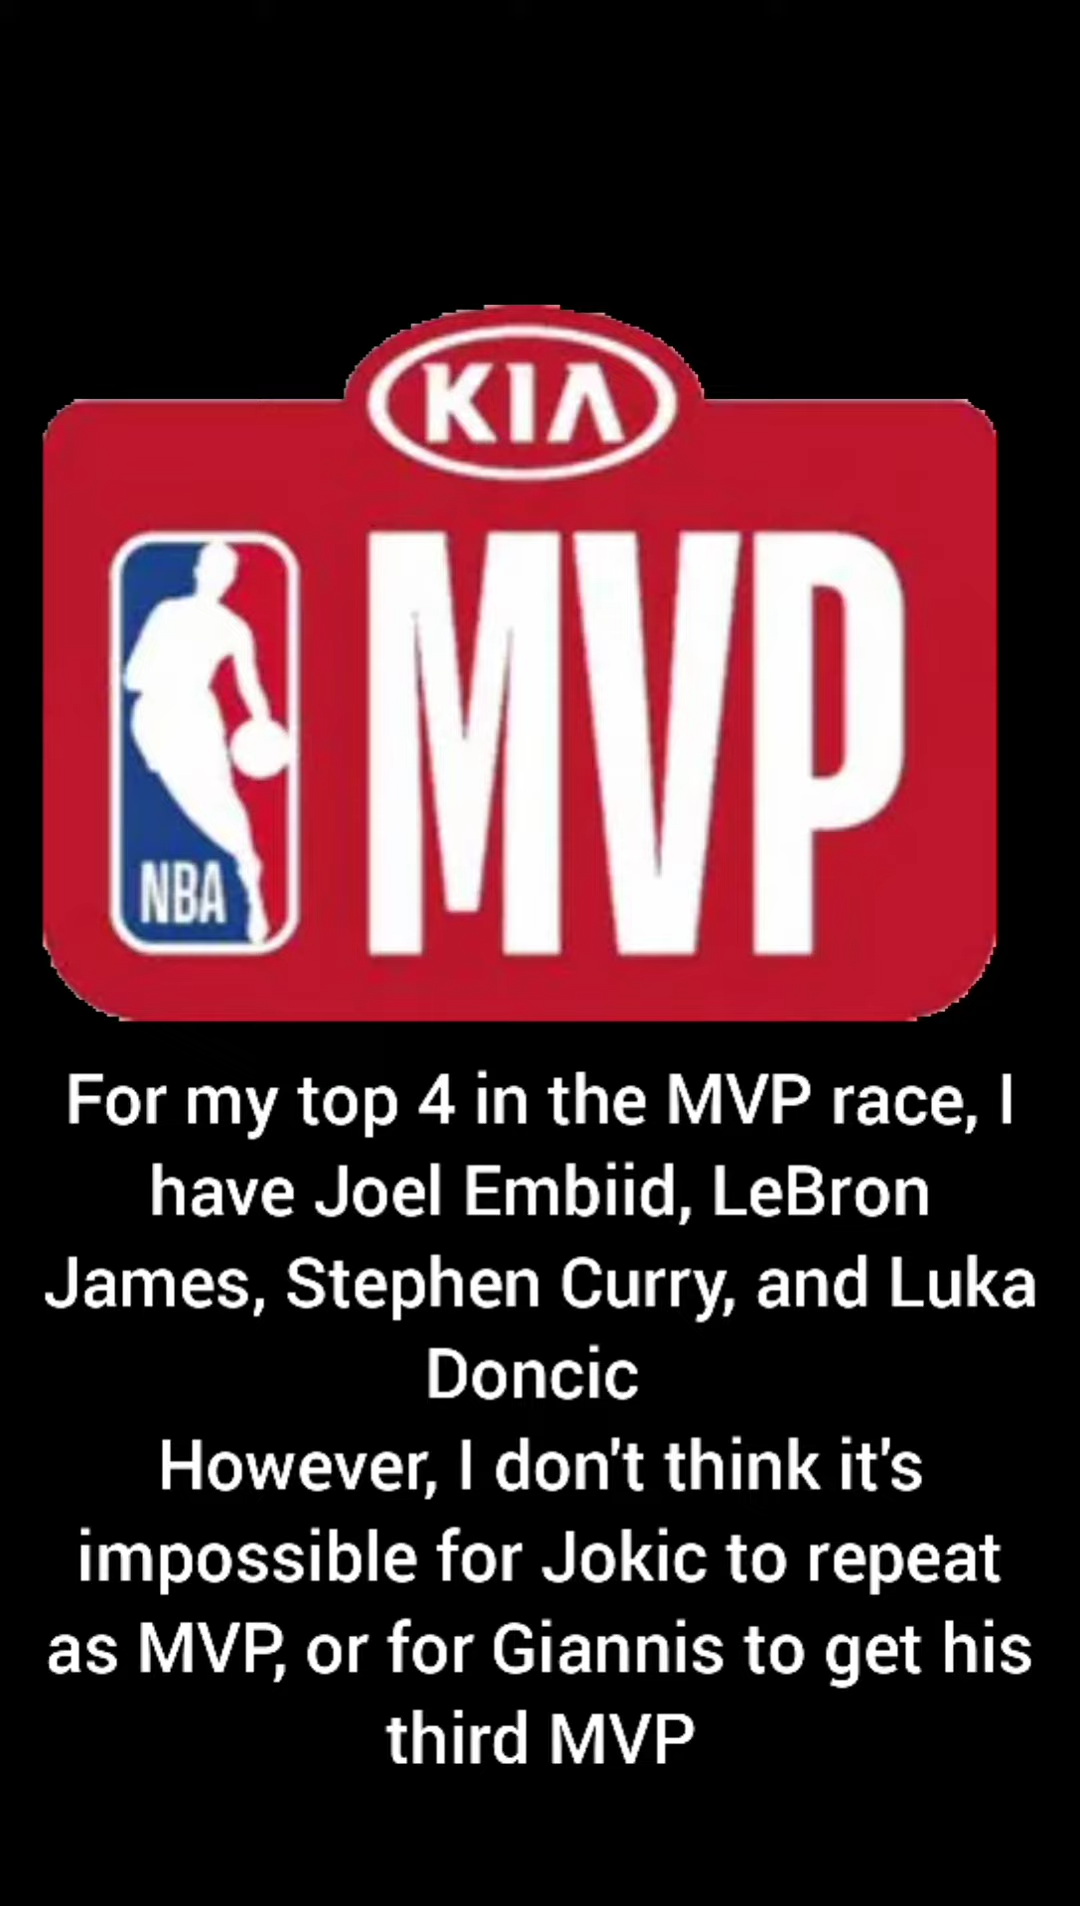 KIA
NBA
MVP
For my top 4 in the MVP race, I
have Joel Embiid, LeBron
James, Stephen Curry, and Luka
Doncic
However, I don't think it's
impossible for Jokic to repeat
as MVP, or for Giannis to get his
third MVP